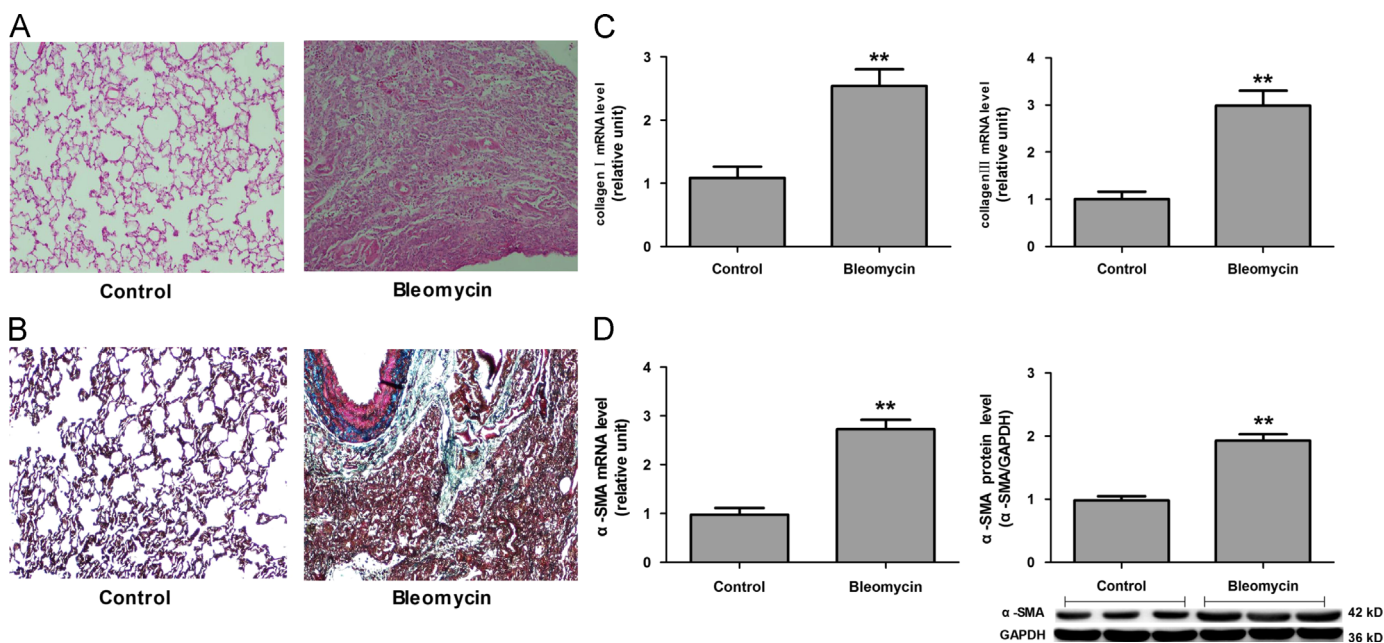 A
Control
Bleomycin
B
Control
Bleomycin
C
collagen Ⅰ mRNA level
(relative unit)
3
2
1
0
**
Control
Bleomycin
collagenⅢ mRNA level
(relative unit)
4
3
2
1
0
**
Control
Bleomycin
D
α-SMA mRNA level
(relative unit)
4
3
2
1
0
**
Control
Bleomycin
α-SMA protein level
(α-SMA/GAPDH)
3
2
1
0
**
Control
Bleomycin
α-SMA
42 kD
GAPDH
36 kD